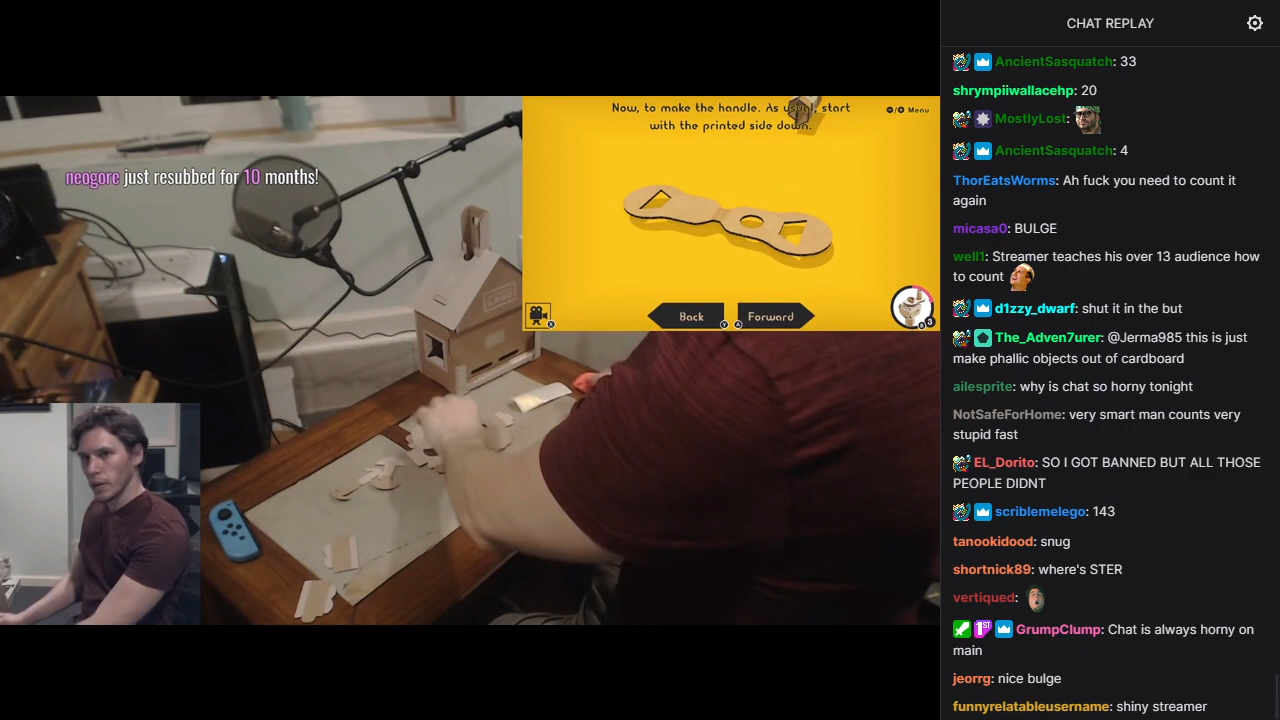 CHAT REPLAY
AncientSasquatch: 33
shrympiiwallacehp: 20
MostlyLost:
AncientSasquatch: 4
ThorEatsWorms: Ah fuck you need to count it
again
micasa0: BULGE
well1: Streamer teaches his over 13 audience how
to count
d1zzy_dwarf: shut it in the but
The_Adven7urer: @Jerma985 this is just
make phallic objects out of cardboard
ailesprite: why is chat so horny tonight
NotSafeForHome: very smart man counts very
stupid fast
EL_Dorito: SO I GOT BANNED BUT ALL THOSE
PEOPLE DIDNT
scriblemelego: 143
tanookidood: snug
shortnick89: where's STER
vertiqued:
GrumpClump: Chat is always horny on
main
jeorrg: nice bulge
funnyrelatableusername: shiny streamer
neogore just resubbed for 10 months!
Now, to make the handle. As usual, start
with the printed side down.
Menu
Back
Forward